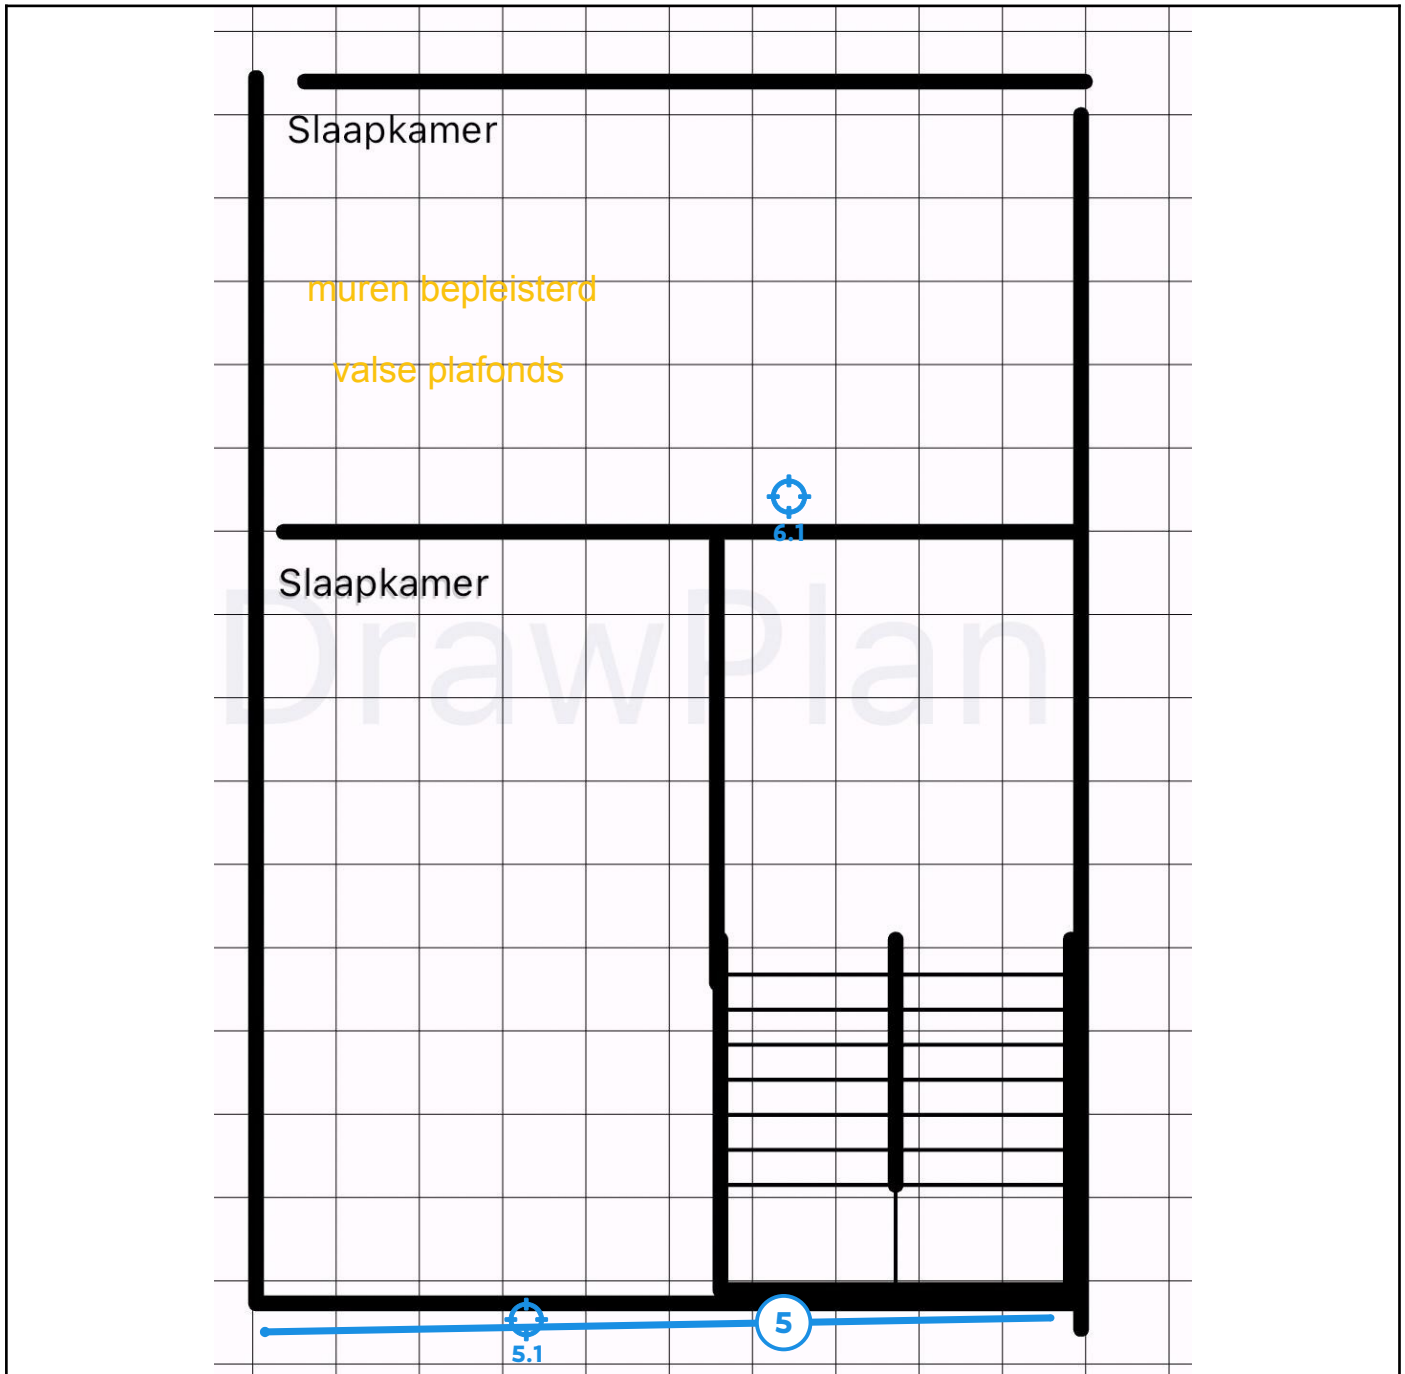 Slaapkamer
muren bepleisterd
valse plafonds
6.1
Slaapkamer
DrawPlan
5
5.1